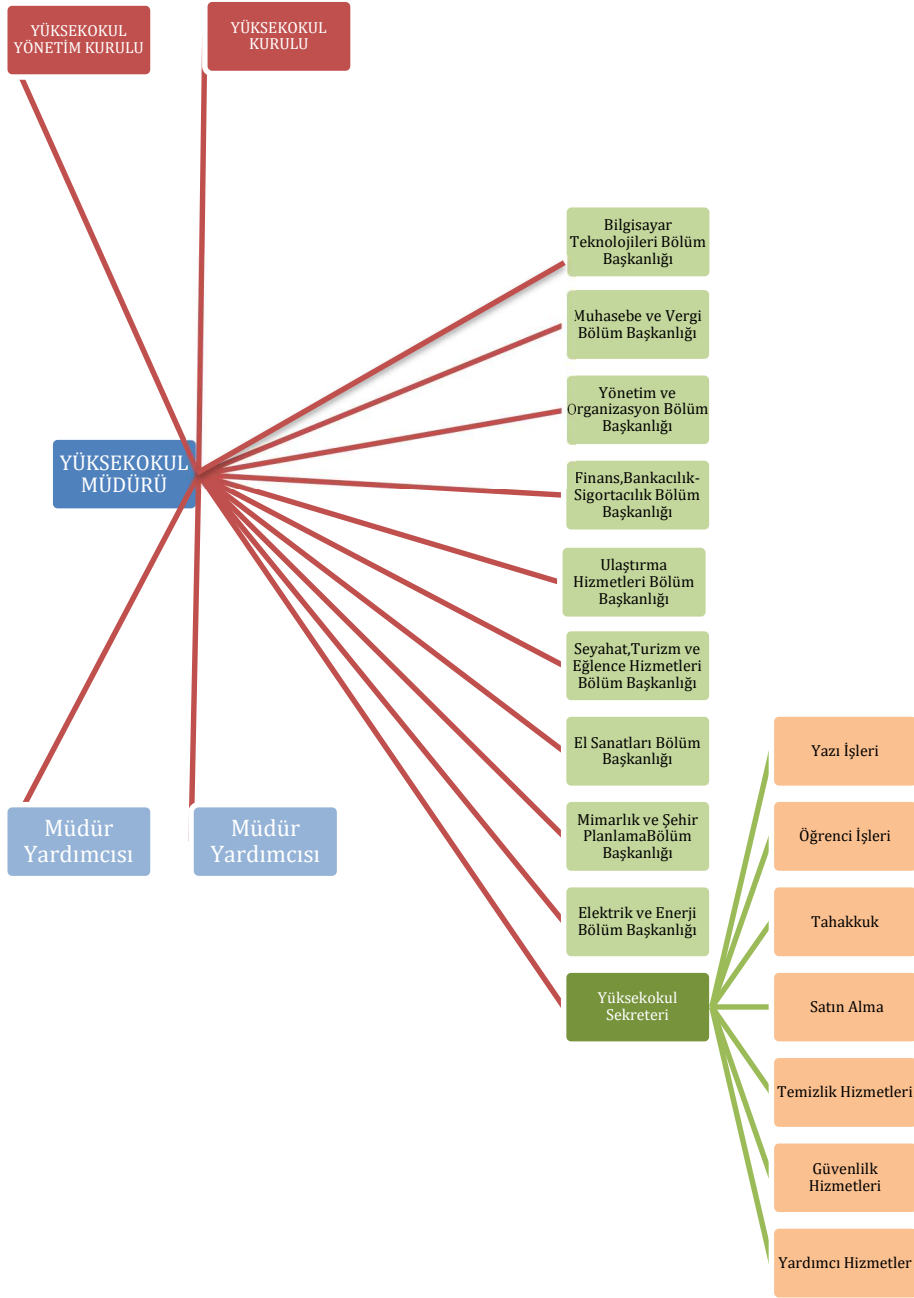 YÜKSEKOKUL
YÖNETİM KURULU
YÜKSEKOKUL
KURULU
Bilgisayar
Teknolojileri Bölüm
Başkanlığı
Muhasebe ve Vergi
Bölüm Başkanlığı
Yönetim ve
Organizasyon Bölüm
Başkanlığı
YÜKSEKOKUL
MÜDÜRÜ
Finans,Bankacılık-
Sigortacılık Bölüm
Başkanlığı
Ulaştırma
Hizmetleri Bölüm
Başkanlığı
Seyahat,Turizm ve
Eğlence Hizmetleri
Bölüm Başkanlığı
El Sanatları Bölüm
Başkanlığı
Mimarlık ve Şehir
PlanlamaBölüm
Başkanlığı
Elektrik ve Enerji
Bölüm Başkanlığı
Yüksekokul
Sekreteri
Müdür
Yardımcısı
Müdür
Yardımcısı
Yazı İşleri
Öğrenci İşleri
Tahakkuk
Satın Alma
Temizlik Hizmetleri
Güvenlilk
Hizmetleri
Yardımcı Hizmetler